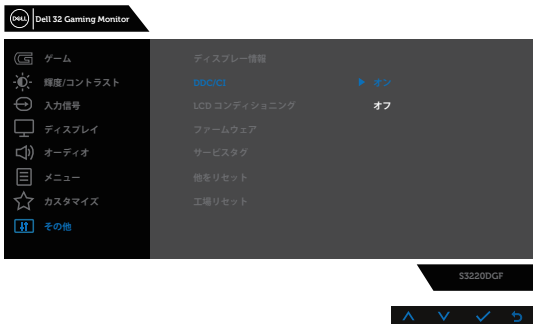 DELL Dell 32 Gaming Monitor
ゲーム
輝度/コントラスト
入力信号
ディスプレイ
オーディオ
メニュー
カスタマイズ
その他
ディスプレー情報
DDC/CI
オン
オフ
LCD コンディショニング
ファームウェア
サービスタグ
他をリセット
工場リセット
S3220DGF